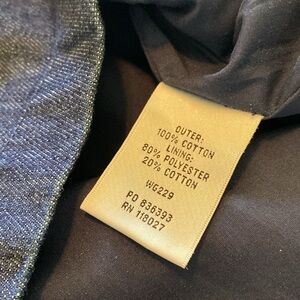 OUTER:
100% COTTON
LINING:
80% POLYESTER
20% COTTON
WG229
PO 836393
RN 118027